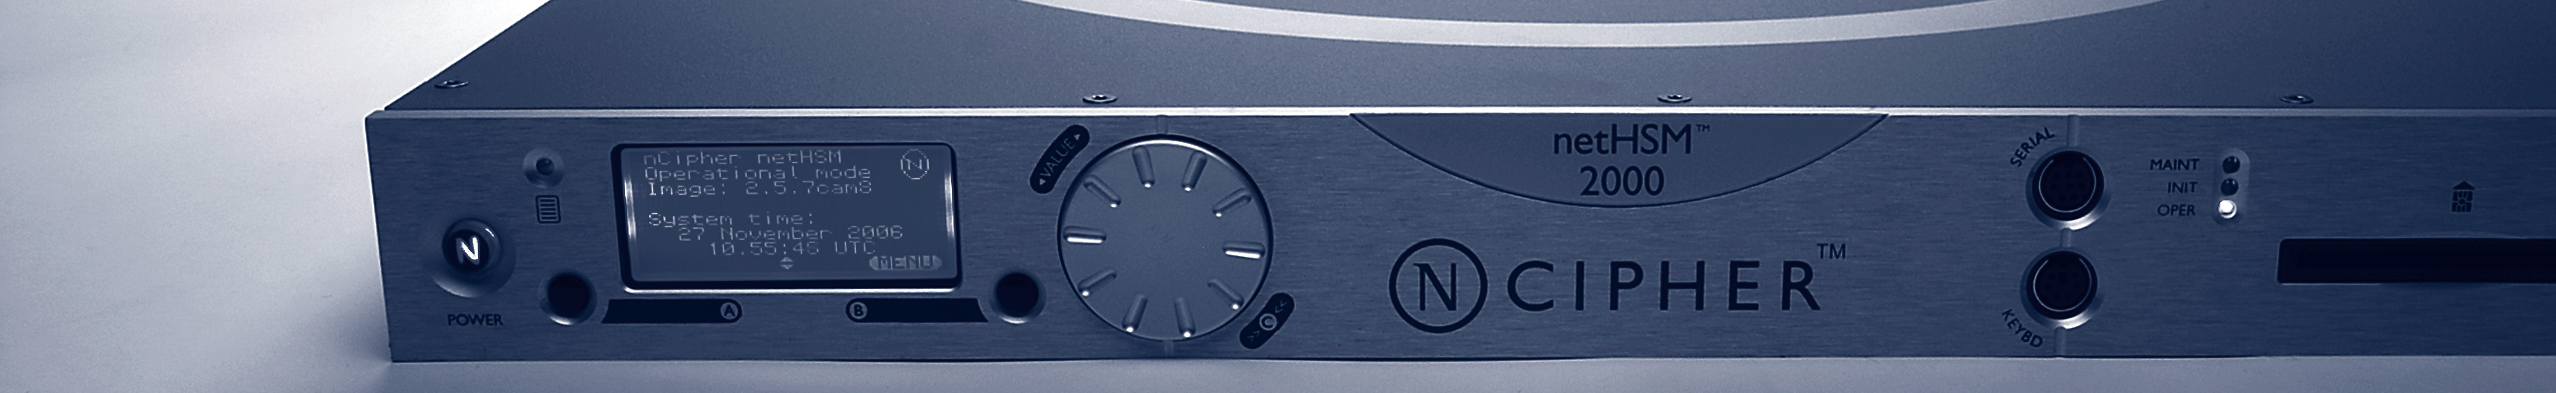 nCipher netHSM
Operational mode
Image: 2.5.7cam8
System time:
27 November 2006
10:55:45 UTC
MENU
N
N
POWER
A
B
VALUE
C
netHSM™
2000
N CIPHER™
SERIAL
KEYBD
MAINT
INIT
OPER